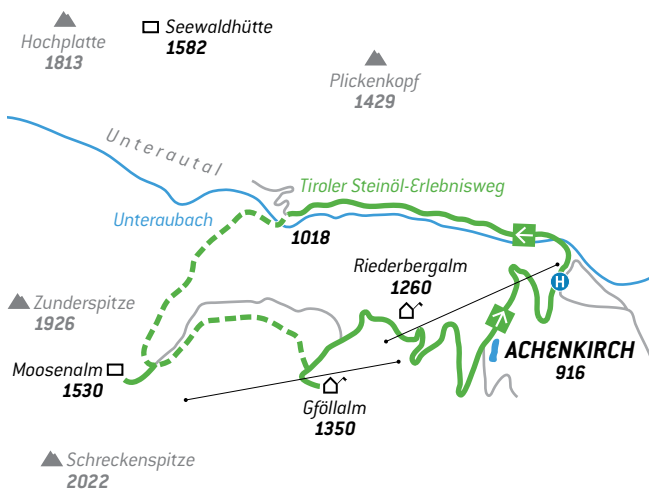 Hochplatte
1813
Seewaldhütte
1582
Plickenkopf
1429
Unterautal
Tiroler Steinöl-Erlebnisweg
Unteraubach
1018
Riederbergalm
1260
H
Zunderspitze
1926
ACHENKIRCH
916
Moosenalm
1530
Gföllalm
1350
Schreckenspitze
2022